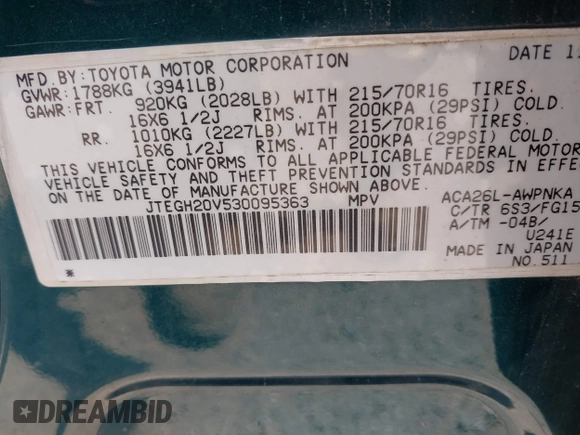 MFD.BY:TOYOTA MOTOR CORPORATION
DATE 1
GVWR:1788KG (3941LB)
GAWR:FRT. 920KG (2028LB) WITH 215/70R16 TIRES.
16X6 1/2J RIMS. AT 200KPA (29PSI) COLD.
RR. 1010KG (2227LB) WITH 215/70R16 TIRES.
16X6 1/2J RIMS. AT 200KPA (29PSI) COLD.
THIS VEHICLE CONFORMS TO ALL APPLICABLE FEDERAL MOTOR
VEHICLE SAFETY AND THEFT PREVENTION STANDARDS IN EFFE
ON THE DATE OF MANUFACTURE SHOWN ABOVE.
JTEGH20V530095363 MPV
ACA26L-AWPNKA
C/TR 6S3/FG15
A/TM -04B/
U241E
MADE IN JAPAN
NO.511
DREAMBID